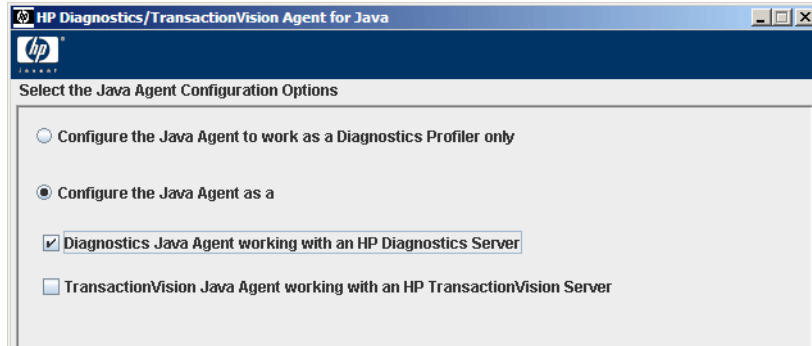 HP Diagnostics/TransactionVision Agent for Java
hp
invent
Select the Java Agent Configuration Options
Configure the Java Agent to work as a Diagnostics Profiler only
Configure the Java Agent as a
Diagnostics Java Agent working with an HP Diagnostics Server
TransactionVision Java Agent working with an HP TransactionVision Server